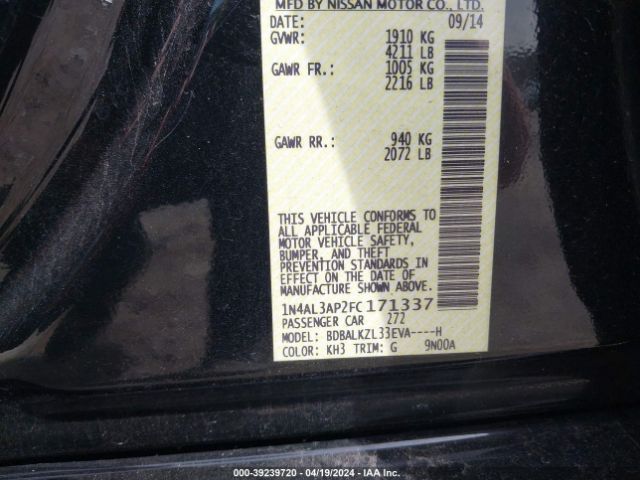 MFD BY NISSAN MOTOR CO., LTD.
DATE: 09/14
GVWR: 1910 KG
4211 LB
GAWR FR.: 1005 KG
2216 LB
GAWR RR.: 940 KG
2072 LB
THIS VEHICLE CONFORMS TO
ALL APPLICABLE FEDERAL
MOTOR VEHICLE SAFETY,
BUMPER, AND THEFT
PREVENTION STANDARDS IN
EFFECT ON THE DATE OF
MANUFACTURE SHOWN ABOVE.
1N4AL3AP2FC171337
PASSENGER CAR 272
MODEL: BDBALKZL33EVA----H
COLOR: KH3 TRIM: G 9N00A
000-39239720 - 04/19/2024 - IAA Inc.